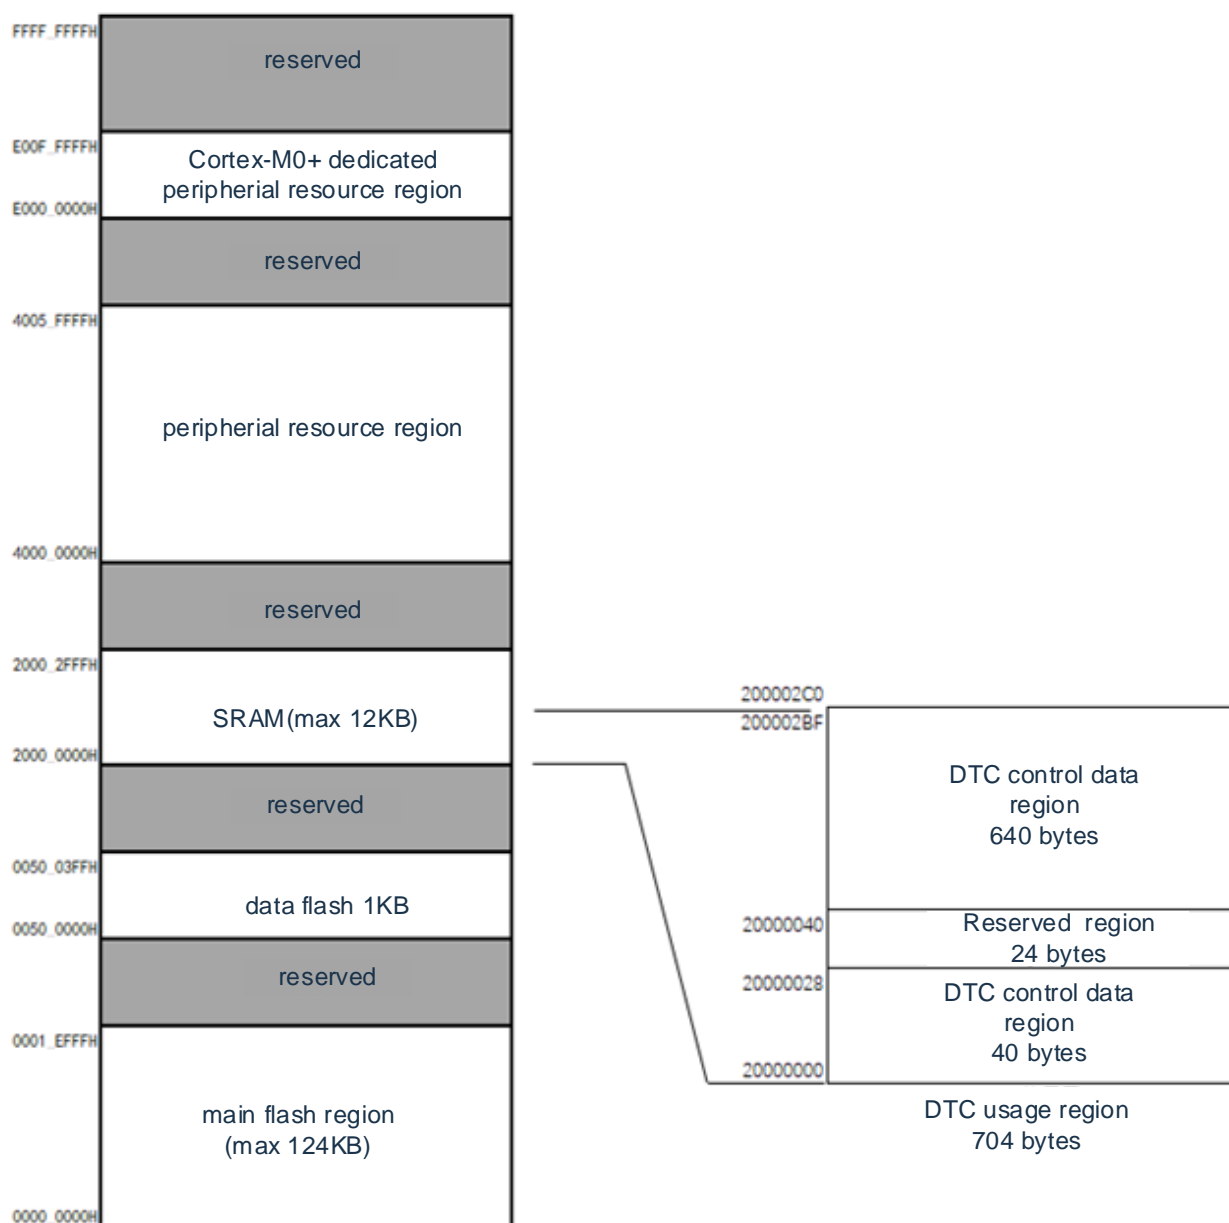 FFFF_FFFFH
reserved
E00F_FFFFH
Cortex-M0+ dedicated
peripherial resource region
E000_0000H
reserved
4005_FFFFH
peripherial resource region
4000_0000H
reserved
2000_2FFFH
SRAM(max 12KB)
2000_0000H
reserved
0050_03FFH
data flash 1KB
0050_0000H
reserved
0001_EFFFH
main flash region
(max 124KB)
0000_0000H
200002C0
200002BF
DTC control data
region
640 bytes
20000040
Reserved region
24 bytes
20000028
DTC control data
region
40 bytes
20000000
DTC usage region
704 bytes